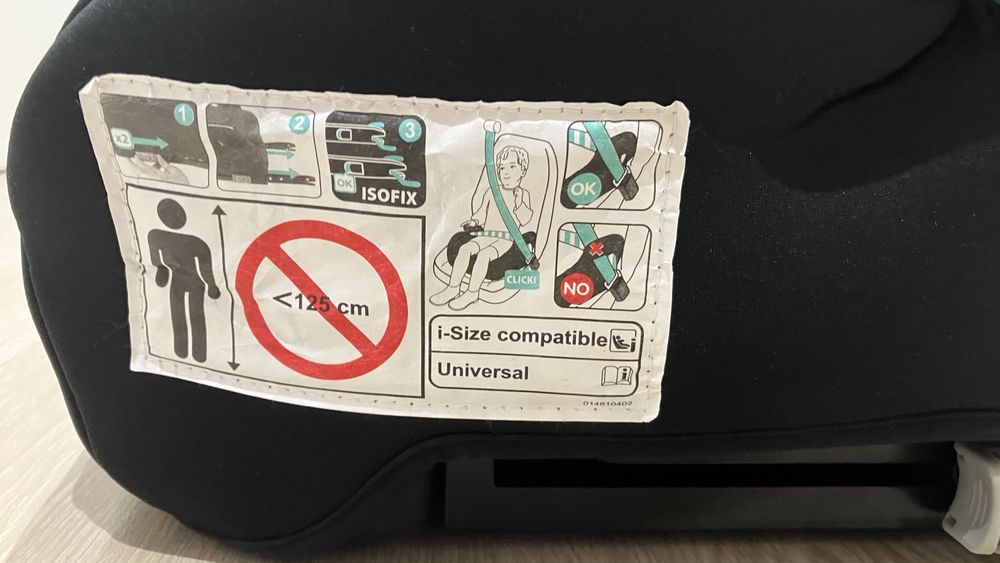 1
x2
2
3
OK
ISOFIX
<125 cm
CLICK!
OK
NO
i-Size compatible
Universal
014810403